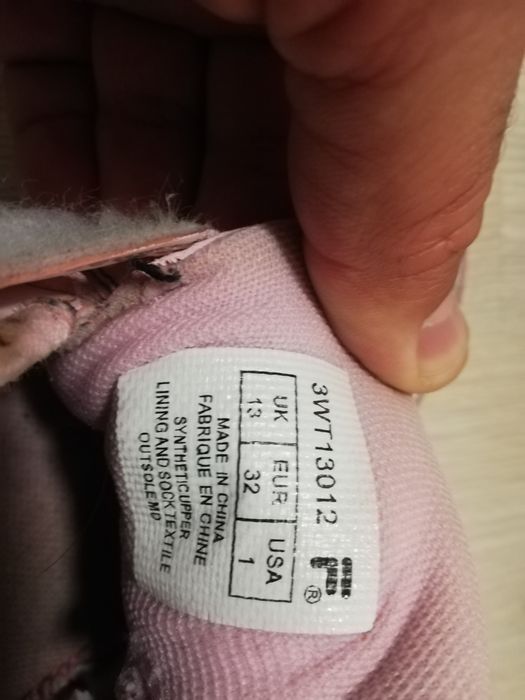 3WT13012 ®
UK EUR USA
13 32 1
MADE IN CHINA
FABRIQUE EN CHINE
SYNTHETIC UPPER
LINING AND SOCK TEXTILE
OUTSOLE MD